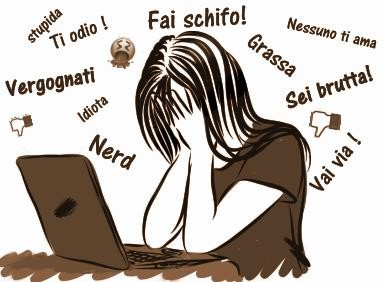 stupida
Ti odio !
Fai schifo!
Nessuno ti ama
Grassa
Vergognati
Sei brutta!
Idiota
Nerd
Vai via !